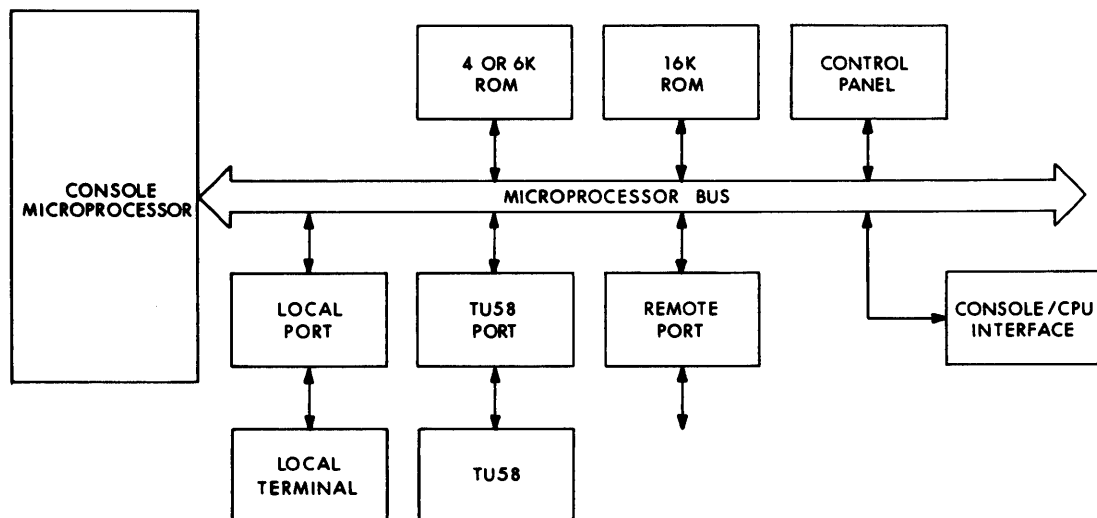 4 OR 6K
ROM
16K
ROM
CONTROL
PANEL
CONSOLE
MICROPROCESSOR
MICROPROCESSOR BUS
LOCAL
PORT
TU58
PORT
REMOTE
PORT
CONSOLE/CPU
INTERFACE
LOCAL
TERMINAL
TU58